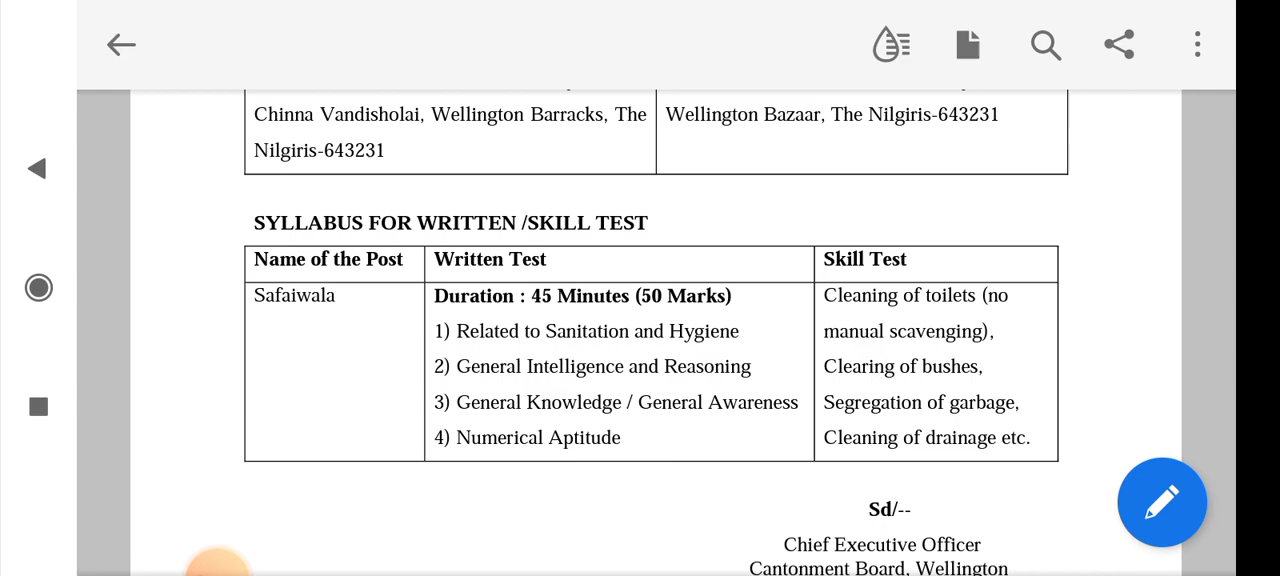 Chinna Vandisholai, Wellington Barracks, The
Nilgiris-643231
Wellington Bazaar, The Nilgiris-643231
SYLLABUS FOR WRITTEN /SKILL TEST
Name of the Post
Written Test
Skill Test
Safaiwala
Duration : 45 Minutes (50 Marks)
1) Related to Sanitation and Hygiene
2) General Intelligence and Reasoning
3) General Knowledge / General Awareness
4) Numerical Aptitude
Cleaning of toilets (no
manual scavenging),
Clearing of bushes,
Segregation of garbage,
Cleaning of drainage etc.
Sd/--
Chief Executive Officer
Cantonment Board, Wellington